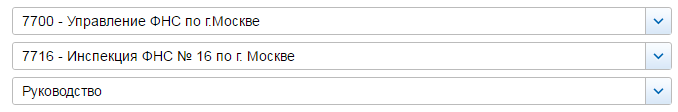 7700 - Управление ФНС по г.Москве
7716 - Инспекция ФНС № 16 по г. Москве
Руководство